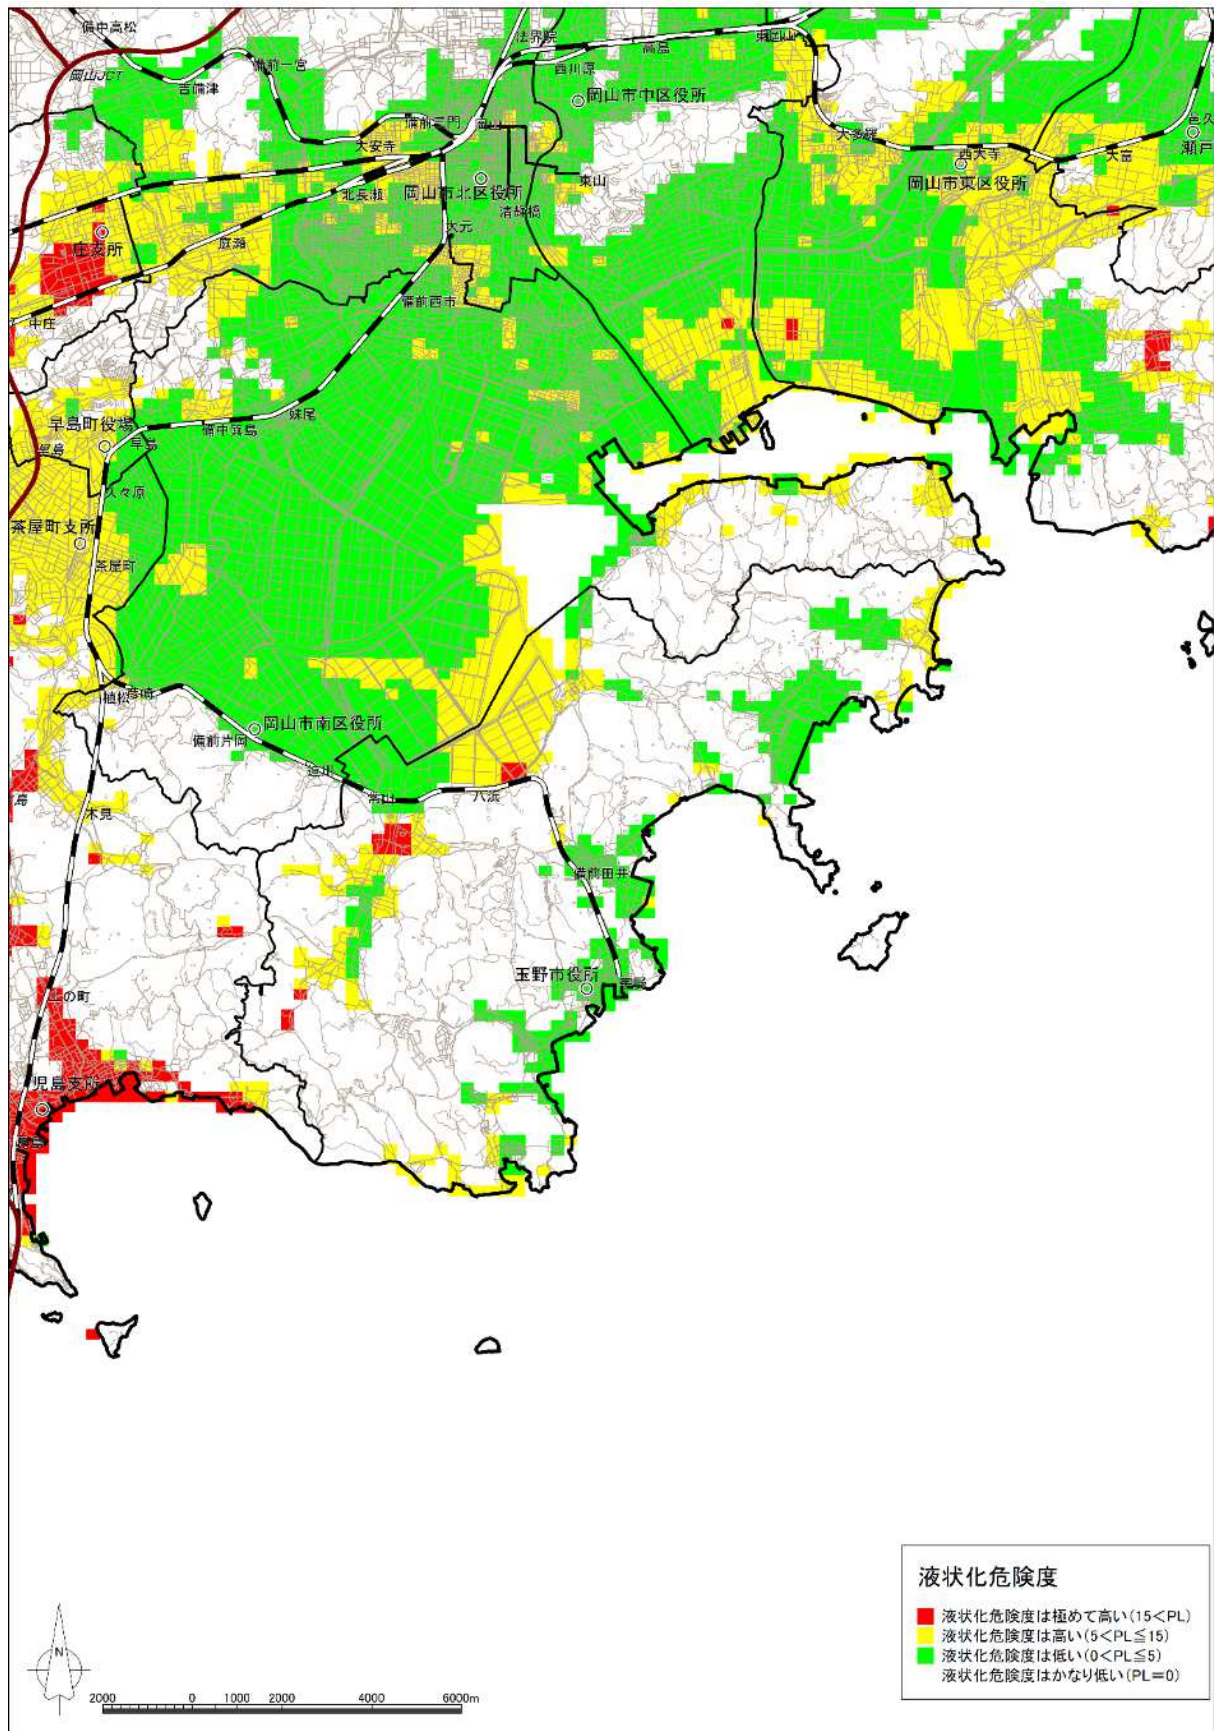 備中高松
法界院
高島
東岡山
岡山JCT
吉備津
備前一宮
西川原
岡山市中区役所
備前三門
岡山
大安寺
大多羅
邑久
瀬戸
西大寺
大富
岡山市東区役所
北長瀬
岡山市北区役所
東山
清輝橋
大元
庄支所
庭瀬
備前西市
中庄
早島町役場
早島
早島
備中箕島
妹尾
久々原
茶屋町支所
茶屋町
植松
彦崎
岡山市南区役所
備前片岡
迫川
常山
八浜
島
木見
備前田井
玉野市役所
上の町
児島支所
児島
液状化危険度
液状化危険度は極めて高い(15<PL)
液状化危険度は高い(5<PL≦15)
液状化危険度は低い(0<PL≦5)
液状化危険度はかなり低い(PL=0)
N
2000 0 1000 2000 4000 6000m